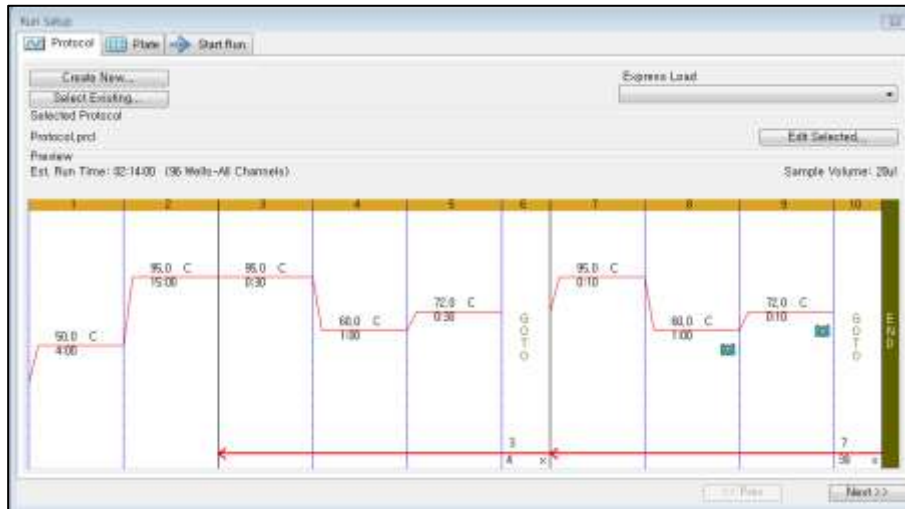 Run Setup
Protocol Plate Start Run
Create New...
Express Load
Select Existing...
Selected Protocol
Protocol.prcl
Edit Selected...
Preview
Est. Run Time: 02:14:00 (96 Wells-All Channels)
Sample Volume: 20ul
1 2 3 4 5 6 7 8 9 10
95.0 C 95.0 C 95.0 C
15:00 0:30 0:10
72.0 C 72.0 C
0:30 0:10
60.0 C 60.0 C
1:00 1:00
50.0 C
4:00
GOTO GOTO END
3 7
4 x x
Next >>